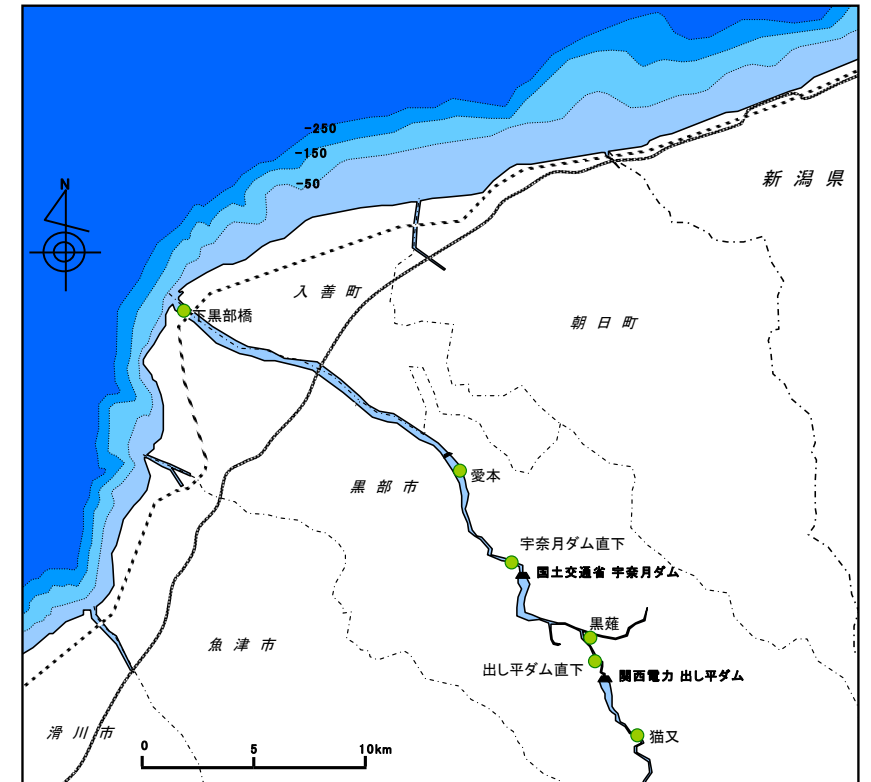 -250
-150
-50
新潟県
N
入善町
下黒部橋
朝日町
愛本
黒部市
宇奈月ダム直下
国土交通省 宇奈月ダム
黒薙
魚津市
出し平ダム直下
関西電力 出し平ダム
滑川市
猫又
0 5 10km